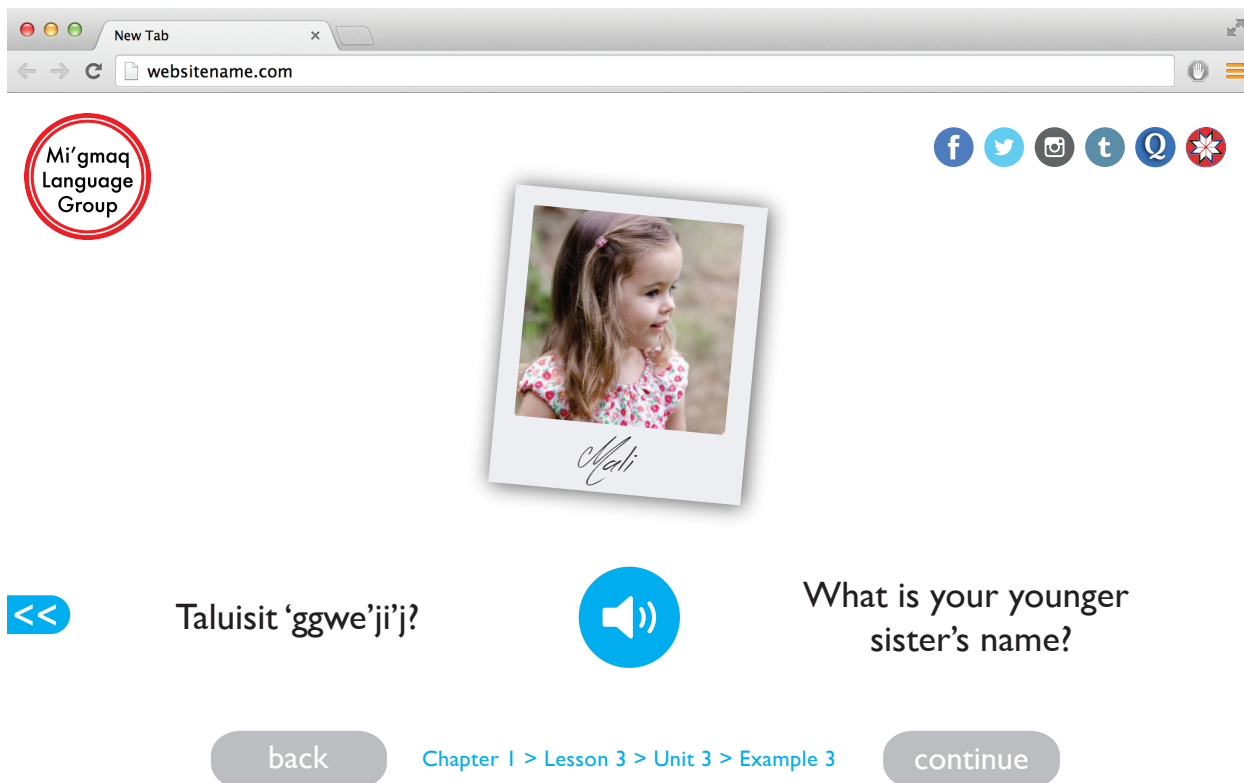 New Tab
websitename.com
Mi’gmaq
Language
Group
f t Q
Mali
<<
Taluisit ‘ggwe’ji’j?
What is your younger
sister’s name?
back
Chapter 1 > Lesson 3 > Unit 3 > Example 3
continue